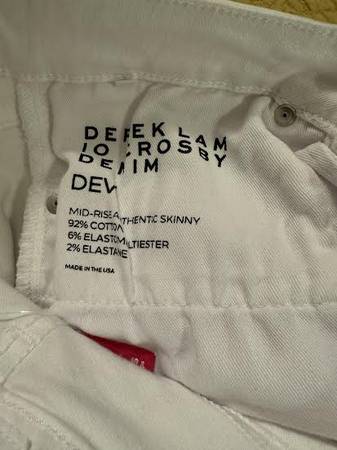 DEREK LAM
10 CROSBY
DENIM
DEVI
MID-RISE AUTHENTIC SKINNY
92% COTTON
6% ELASTOMULTIESTER
2% ELASTANE
MADE IN THE USA